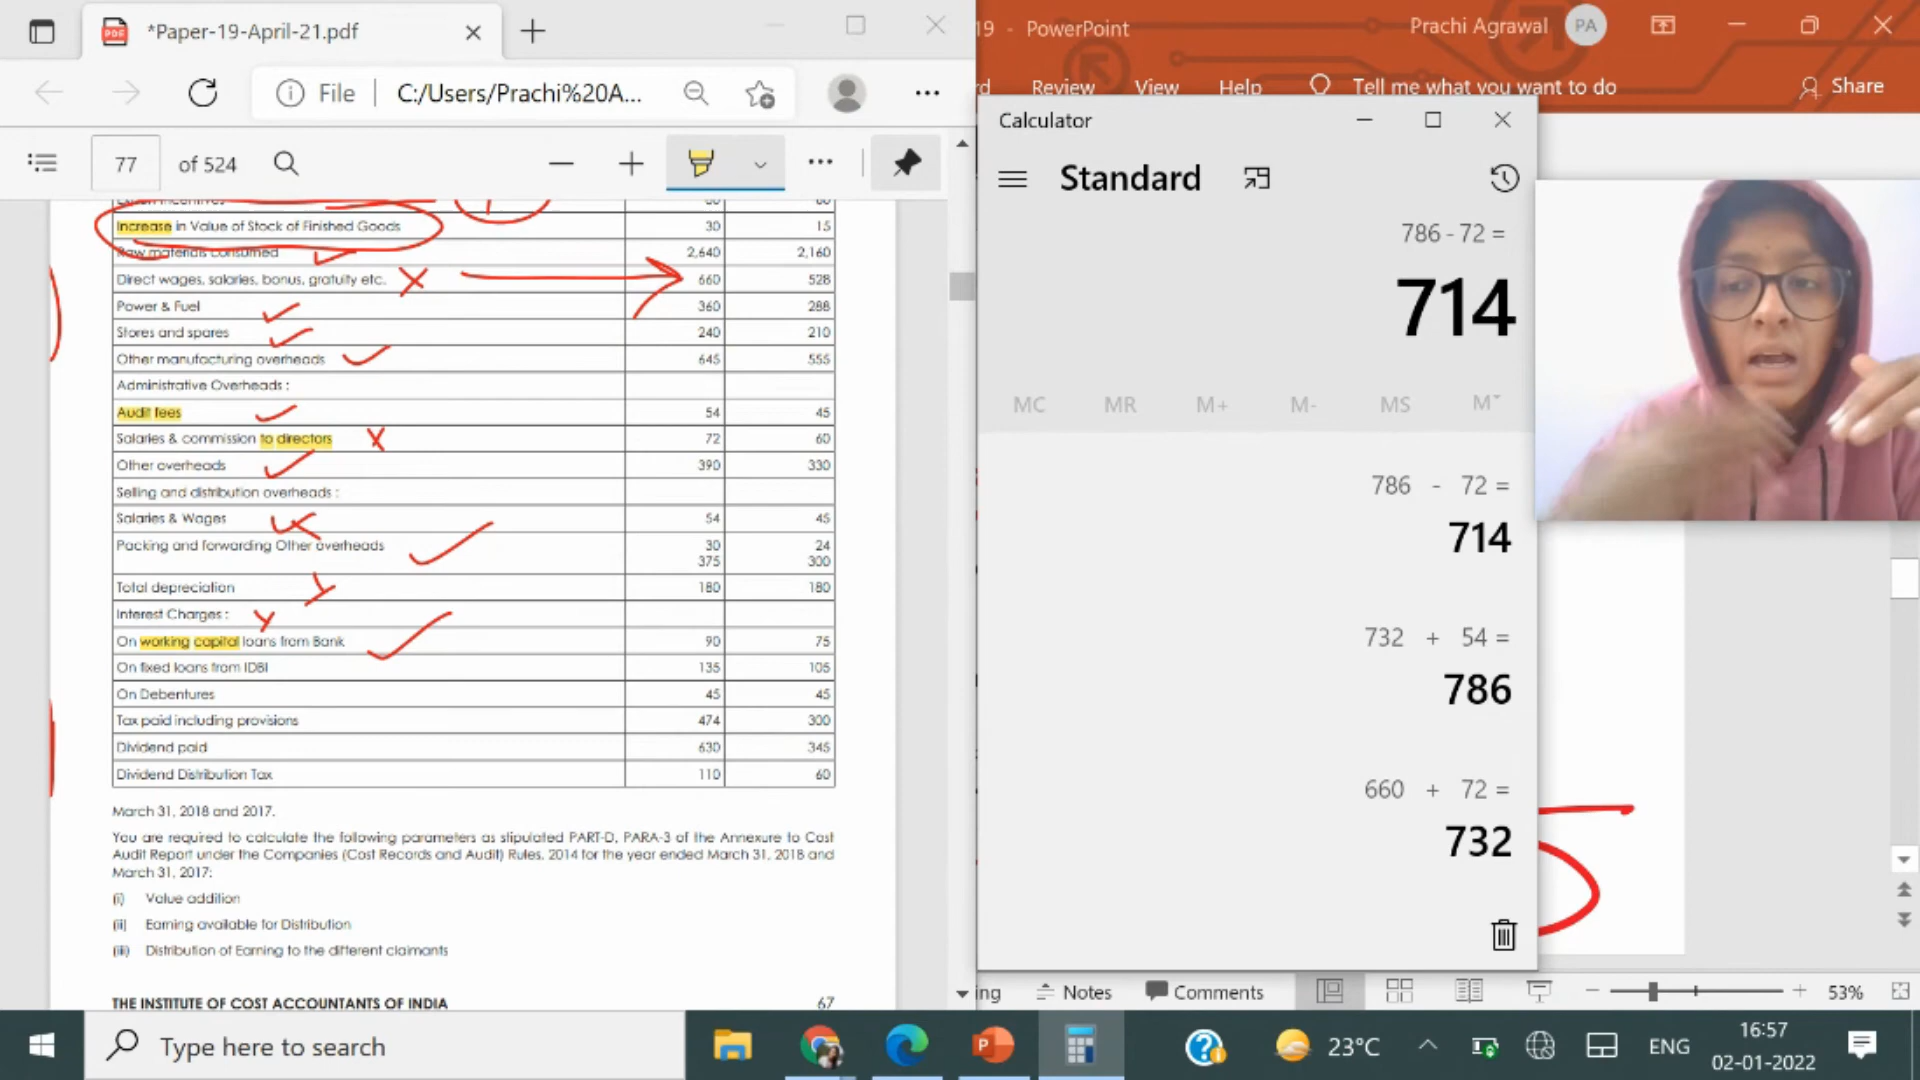 *Paper-19-April-21.pdf
File
C:/Users/Prachi%20A...
77 of 524
Increase in Value of Stock of Finished Goods 30 15
Raw materials consumed 2,640 2,160
Direct wages, salaries, bonus, gratuity etc. 660 528
Power & Fuel 360 288
Stores and spares 240 210
Other manufacturing overheads 645 555
Administrative Overheads :
Audit fees 54 45
Salaries & commission to directors 72 60
Other overheads 390 330
Selling and distribution overheads :
Salaries & Wages 54 45
Packing and forwarding Other overheads 30 24
375 300
Total depreciation 180 180
Interest Charges :
On working capital loans from Bank 90 75
On fixed loans from IDBI 135 105
On Debentures 45 45
Tax paid including provisions 474 300
Dividend paid 630 345
Dividend Distribution Tax 110 60
March 31, 2018 and 2017.
You are required to calculate the following parameters as stipulated PART-D, PARA-3 of the Annexure to Cost
Audit Report under the Companies (Cost Records and Audit) Rules, 2014 for the year ended March 31, 2018 and
March 31, 2017:
(i) Value addition
(ii) Earning available for Distribution
(iii) Distribution of Earning to the different claimants
THE INSTITUTE OF COST ACCOUNTANTS OF INDIA 67
19 - PowerPoint
Prachi Agrawal PA
Review View Help Tell me what you want to do Share
Calculator
Standard
786 - 72 =
714
MC MR M+ M- MS M
786 - 72 =
714
732 + 54 =
786
660 + 72 =
732
Notes Comments 53%
Type here to search
23°C
ENG
16:57
02-01-2022